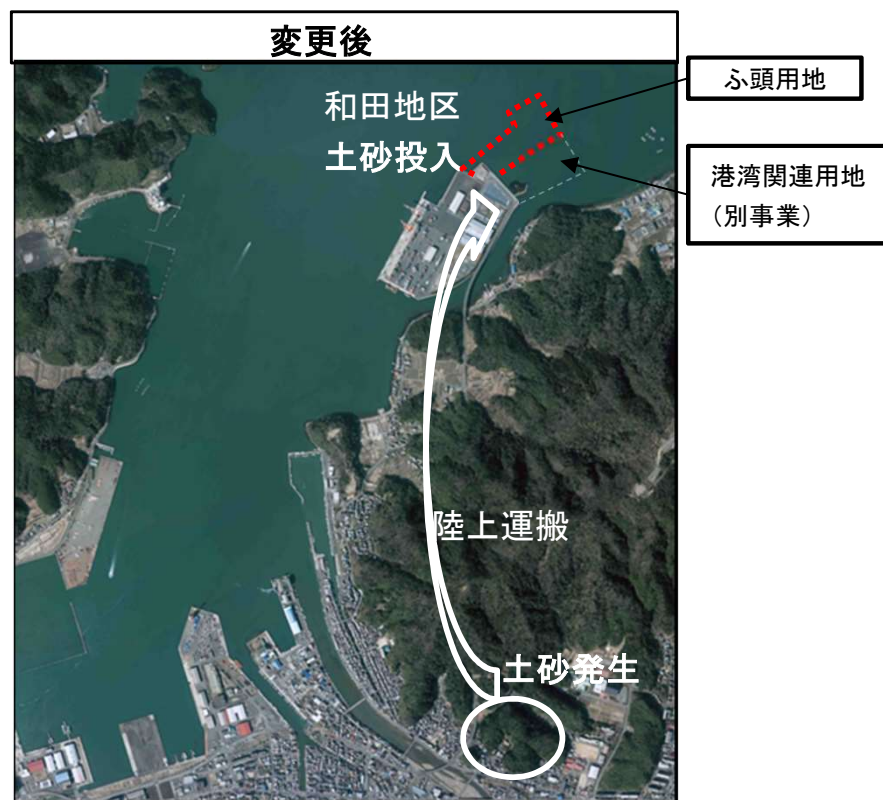 変更後
和田地区
土砂投入
ふ頭用地
港湾関連用地
（別事業）
陸上運搬
土砂発生